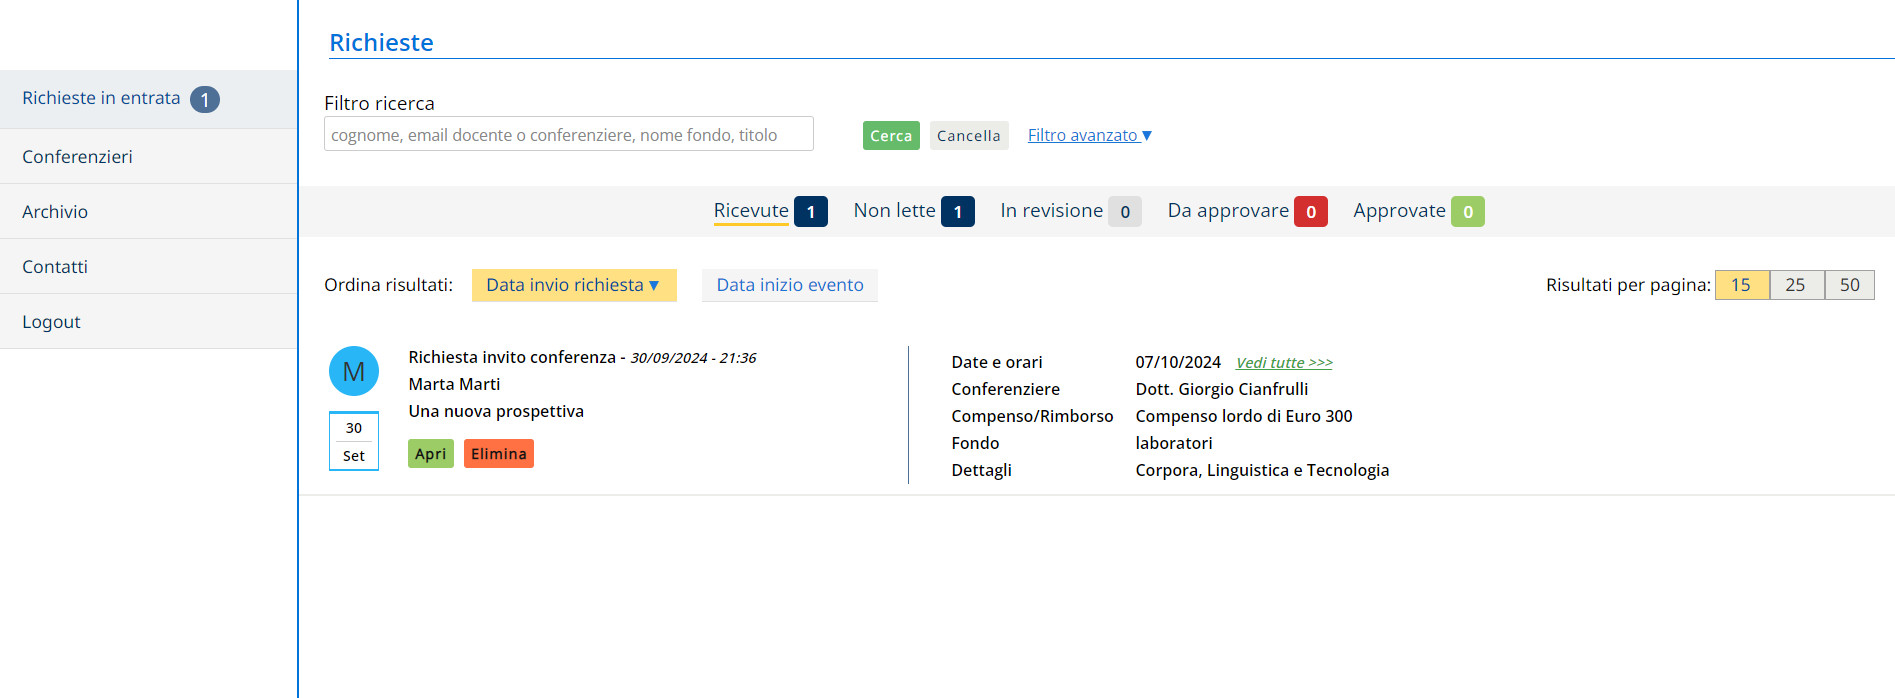 Richieste
Richieste in entrata 1
Conferenzieri
Archivio
Contatti
Logout
Filtro ricerca
cognome, email docente o conferenziere, nome fondo, titolo
Cerca Cancella Filtro avanzato ▼
Ricevute 1 Non lette 1 In revisione 0 Da approvare 0 Approvate 0
Ordina risultati: Data invio richiesta ▼ Data inizio evento Risultati per pagina: 15 25 50
M
30
Set
Richiesta invito conferenza - 30/09/2024 - 21:36
Marta Marti
Una nuova prospettiva
Apri Elimina
Date e orari 07/10/2024 Vedi tutte >>>
Conferenziere Dott. Giorgio Cianfrulli
Compenso/Rimborso Compenso lordo di Euro 300
Fondo laboratori
Dettagli Corpora, Linguistica e Tecnologia